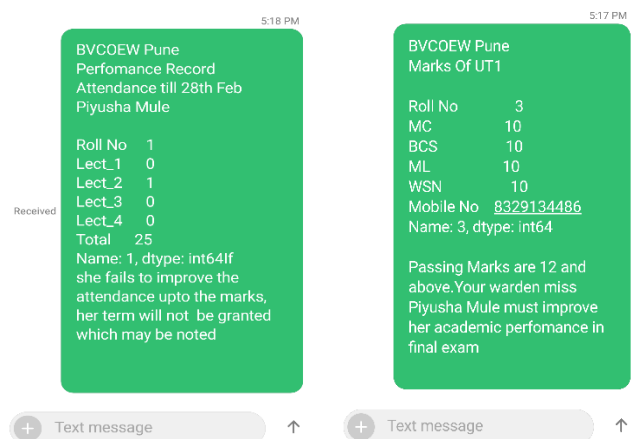 5:18 PM
BVCOEW Pune
Perfomance Record
Attendance till 28th Feb
Piyusha Mule
Roll No 1
Lect_1 0
Lect_2 1
Lect_3 0
Lect_4 0
Total 25
Name: 1, dtype: int64If
she fails to improve the
attendance upto the marks,
her term will not be granted
which may be noted
Received
Text message
5:17 PM
BVCOEW Pune
Marks Of UT1
Roll No 3
MC 10
BCS 10
ML 10
WSN 10
Mobile No 8329134486
Name: 3, dtype: int64
Passing Marks are 12 and
above.Your warden miss
Piyusha Mule must improve
her academic perfomance in
final exam
Text message